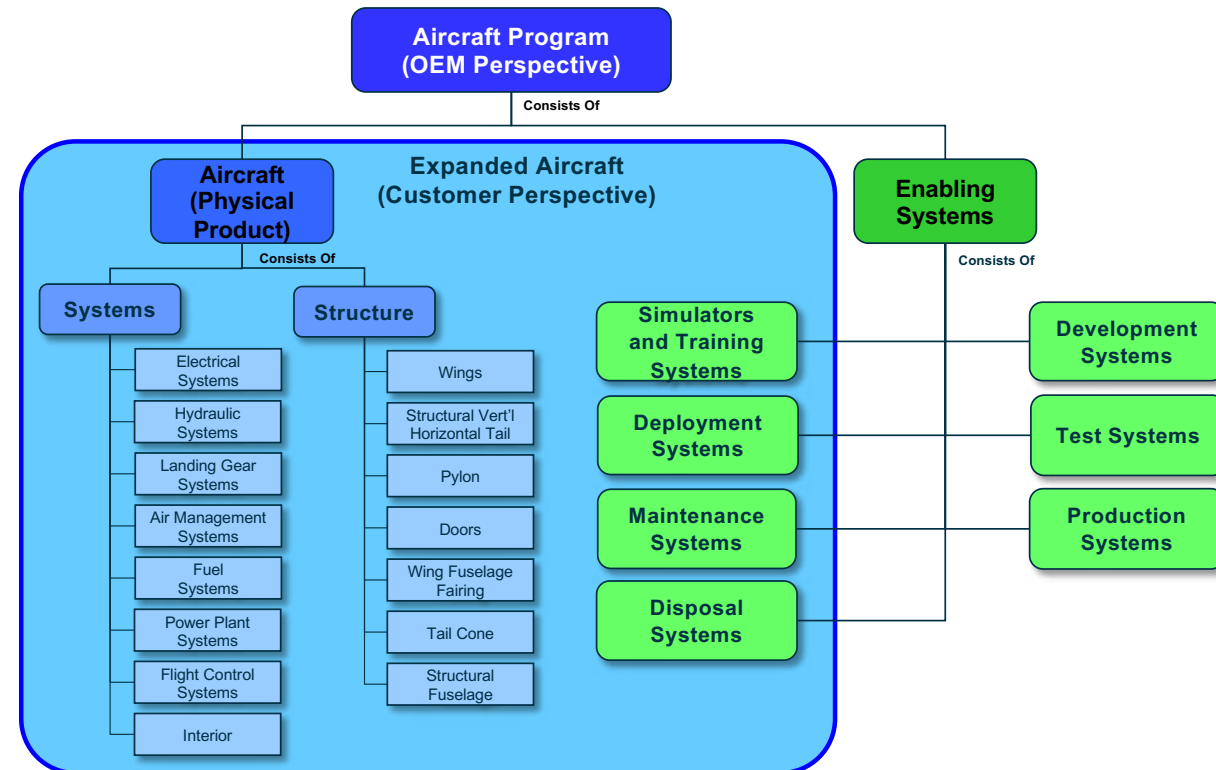 Aircraft Program
(OEM Perspective)
Consists Of
Expanded Aircraft
(Customer Perspective)
Aircraft
(Physical
Product)
Consists Of
Enabling
Systems
Consists Of
Systems
Electrical
Systems
Hydraulic
Systems
Landing Gear
Systems
Air Management
Systems
Fuel
Systems
Power Plant
Systems
Flight Control
Systems
Interior
Structure
Wings
Structural Vert'l
Horizontal Tail
Pylon
Doors
Wing Fuselage
Fairing
Tail Cone
Structural
Fuselage
Simulators
and Training
Systems
Deployment
Systems
Maintenance
Systems
Disposal
Systems
Development
Systems
Test Systems
Production
Systems